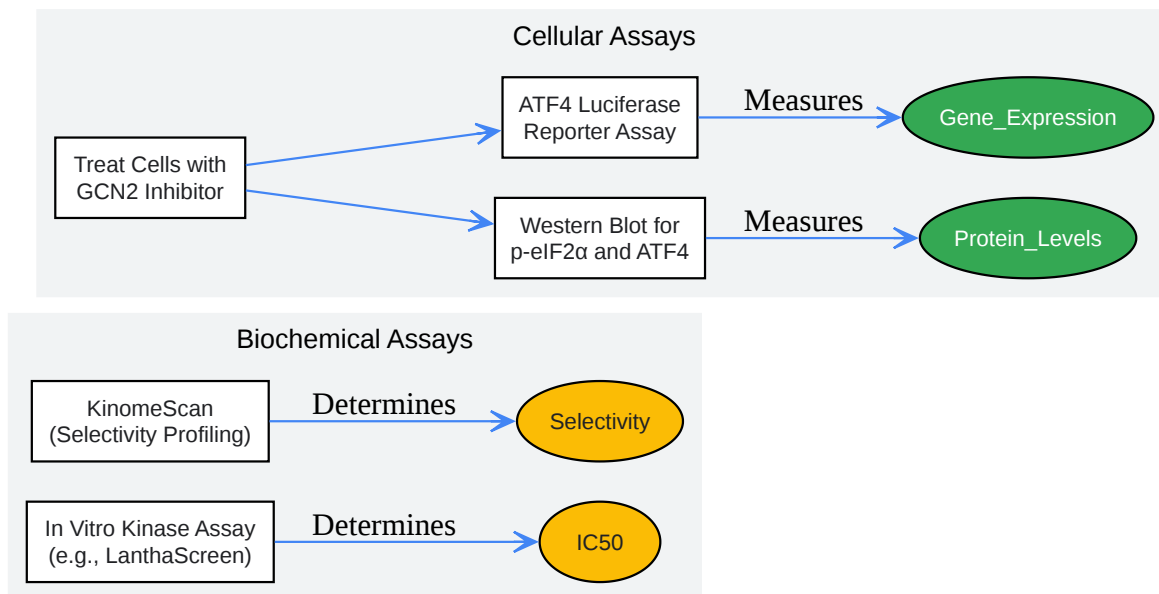 Cellular Assays
Treat Cells with
GCN2 Inhibitor
ATF4 Luciferase
Reporter Assay
Measures
Gene_Expression
Western Blot for
p-eIF2α and ATF4
Measures
Protein_Levels
Biochemical Assays
KinomeScan
(Selectivity Profiling)
Determines
Selectivity
In Vitro Kinase Assay
(e.g., LanthaScreen)
Determines
IC50